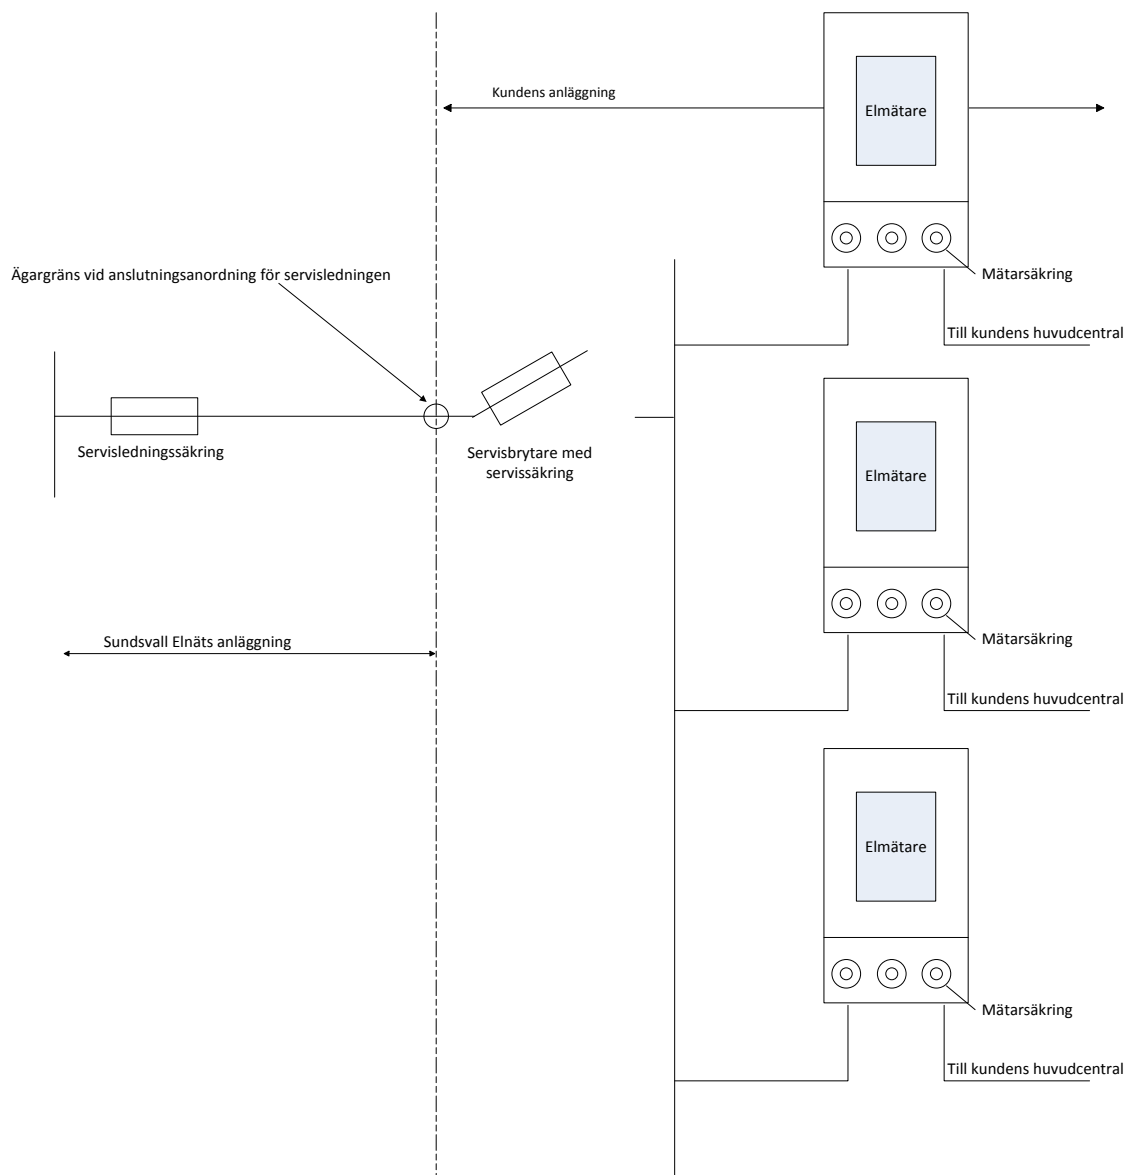 Kundens anläggning
Elmätare
Ägargräns vid anslutningsanordning för servisledningen
Mätarsäkring
Till kundens huvudcentral
Servisledningssäkring
Servisbrytare med
servissäkring
Elmätare
Sundsvall Elnäts anläggning
Mätarsäkring
Till kundens huvudcentral
Elmätare
Mätarsäkring
Till kundens huvudcentral